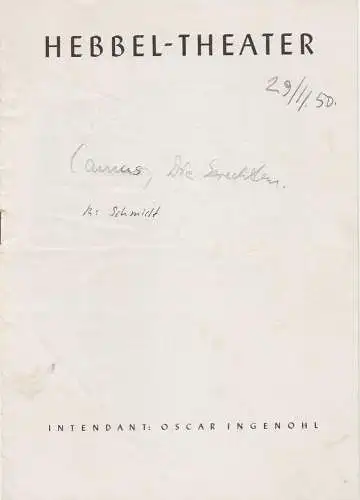 HEBBEL-THEATER
29/11.50.
Camus, Die Gerechten.
K: Schmidt
INTENDANT: OSCAR INGENOHL